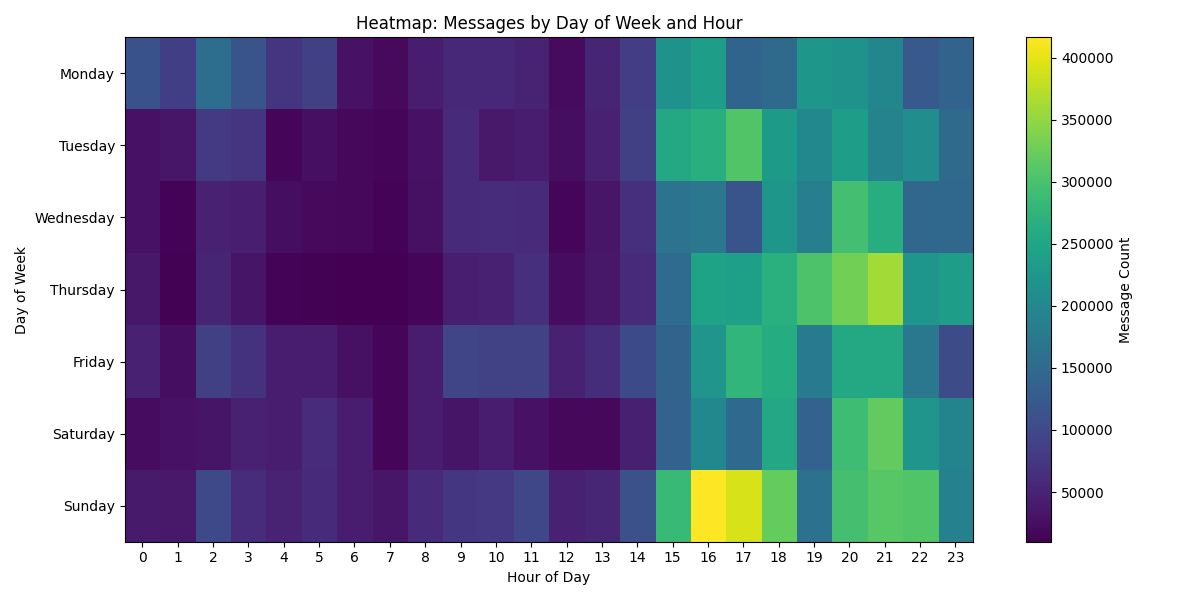 Heatmap: Messages by Day of Week and Hour
Day of Week
Monday
Tuesday
Wednesday
Thursday
Friday
Saturday
Sunday
0 1 2 3 4 5 6 7 8 9 10 11 12 13 14 15 16 17 18 19 20 21 22 23
Hour of Day
400000
350000
300000
250000
200000
150000
100000
50000
Message Count